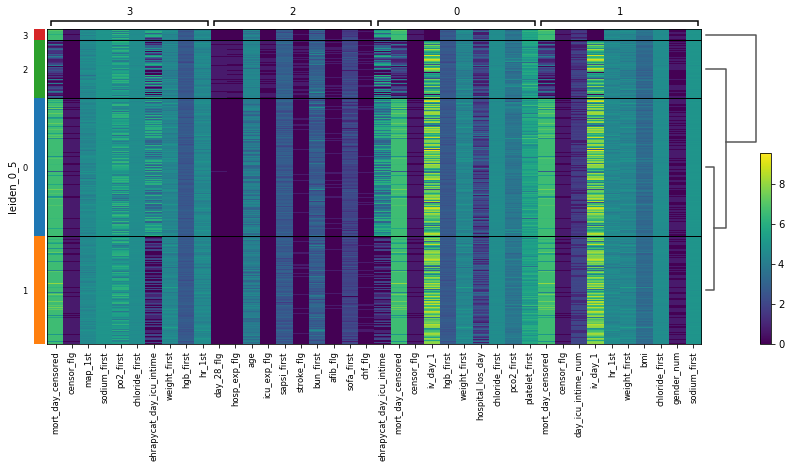 3 2 0 1
leiden_0_5
3
2
0
1
8
6
4
2
0
mort_day_censored
censor_flg
map_1st
sodium_first
po2_first
chloride_first
ehrapycat_day_icu_intime
weight_first
hgb_first
hr_1st
day_28_flg
hosp_exp_flg
age
icu_exp_flg
sapsi_first
stroke_flg
bun_first
afib_flg
sofa_first
chf_flg
ehrapycat_day_icu_intime
mort_day_censored
censor_flg
iv_day_1
hgb_first
weight_first
hospital_los_day
chloride_first
pco2_first
platelet_first
mort_day_censored
censor_flg
day_icu_intime_num
iv_day_1
hr_1st
weight_first
bmi
chloride_first
gender_num
sodium_first